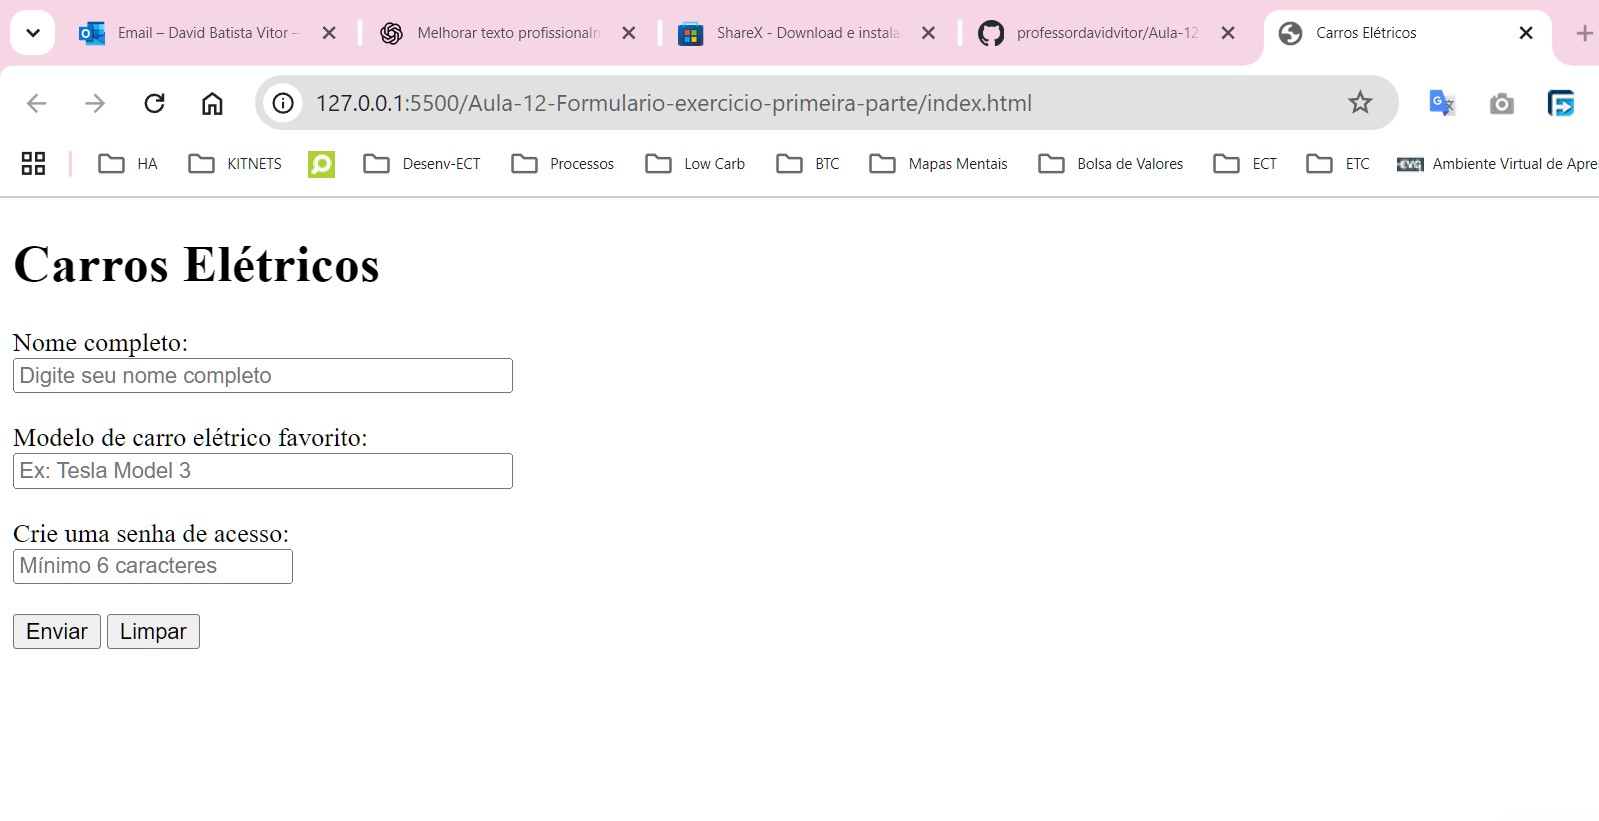 Email – David Batista Vitor –
Melhorar texto profissionaln
ShareX - Download e instala
professordavidvitor/Aula-12
Carros Elétricos
127.0.0.1:5500/Aula-12-Formulario-exercicio-primeira-parte/index.html
HA
KITNETS
Desenv-ECT
Processos
Low Carb
BTC
Mapas Mentais
Bolsa de Valores
ECT
ETC
EVG
Ambiente Virtual de Apre
Carros Elétricos
Nome completo:
Digite seu nome completo
Modelo de carro elétrico favorito:
Ex: Tesla Model 3
Crie uma senha de acesso:
Mínimo 6 caracteres
Enviar Limpar